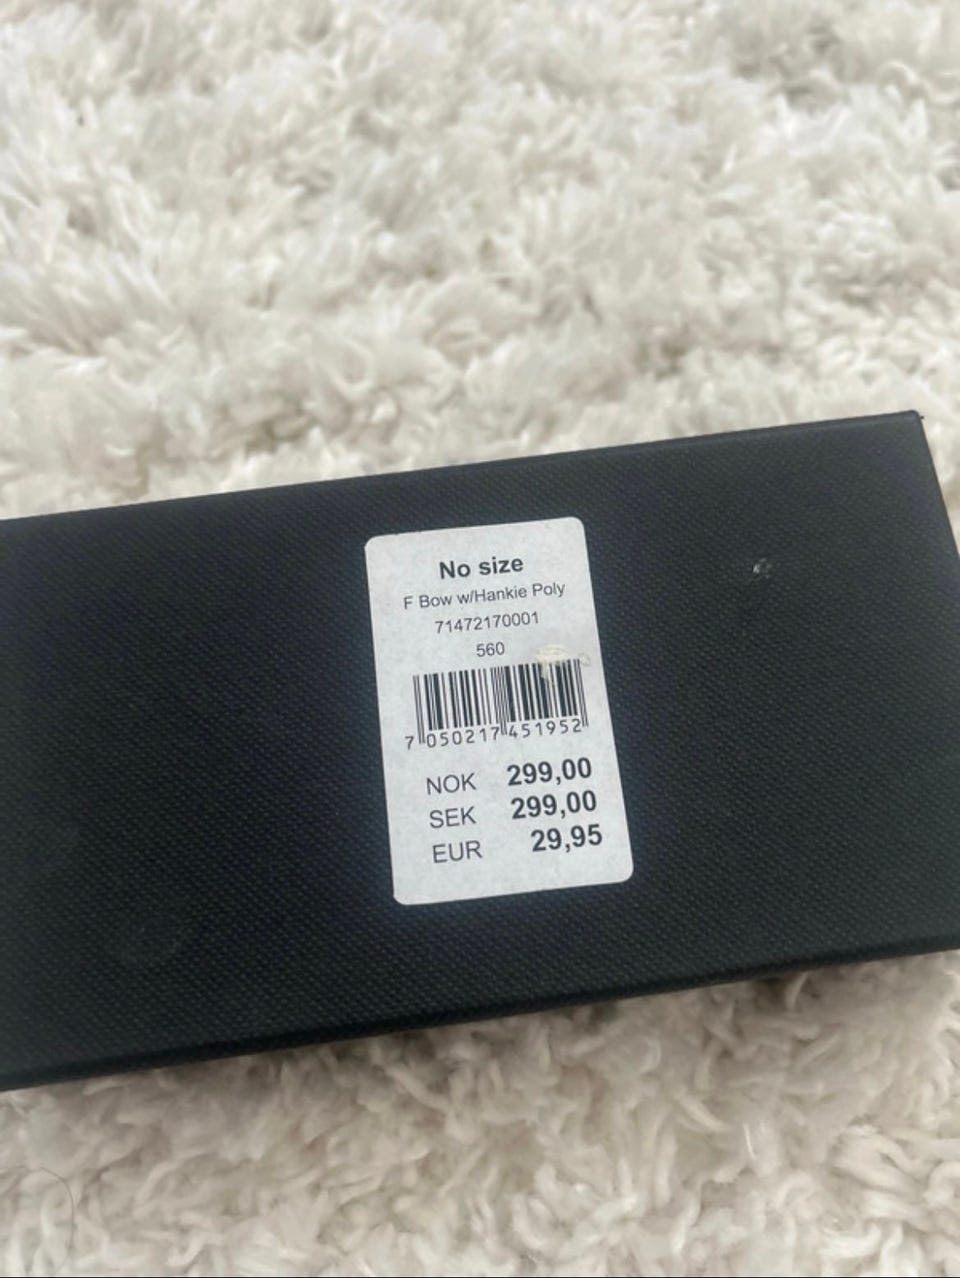 No size
F Bow w/Hankie Poly
71472170001
560
7 050217 451952
NOK 299,00
SEK 299,00
EUR 29,95